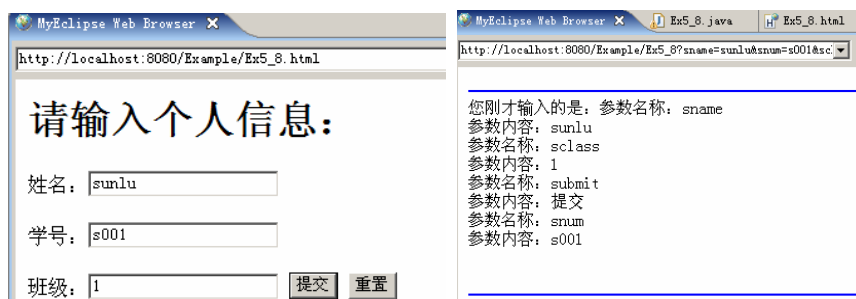 MyEclipse Web Browser
http://localhost:8080/Example/Ex5_8.html
请输入个人信息：
姓名：sunlu
学号：s001
班级：1 提交 重置
MyEclipse Web Browser Ex5_8.java Ex5_8.html
http://localhost:8080/Example/Ex5_8?sname=sunlu&snum=s001&scl
您刚才输入的是：参数名称：sname
参数内容：sunlu
参数名称：sclass
参数内容：1
参数名称：submit
参数内容：提交
参数名称：snum
参数内容：s001